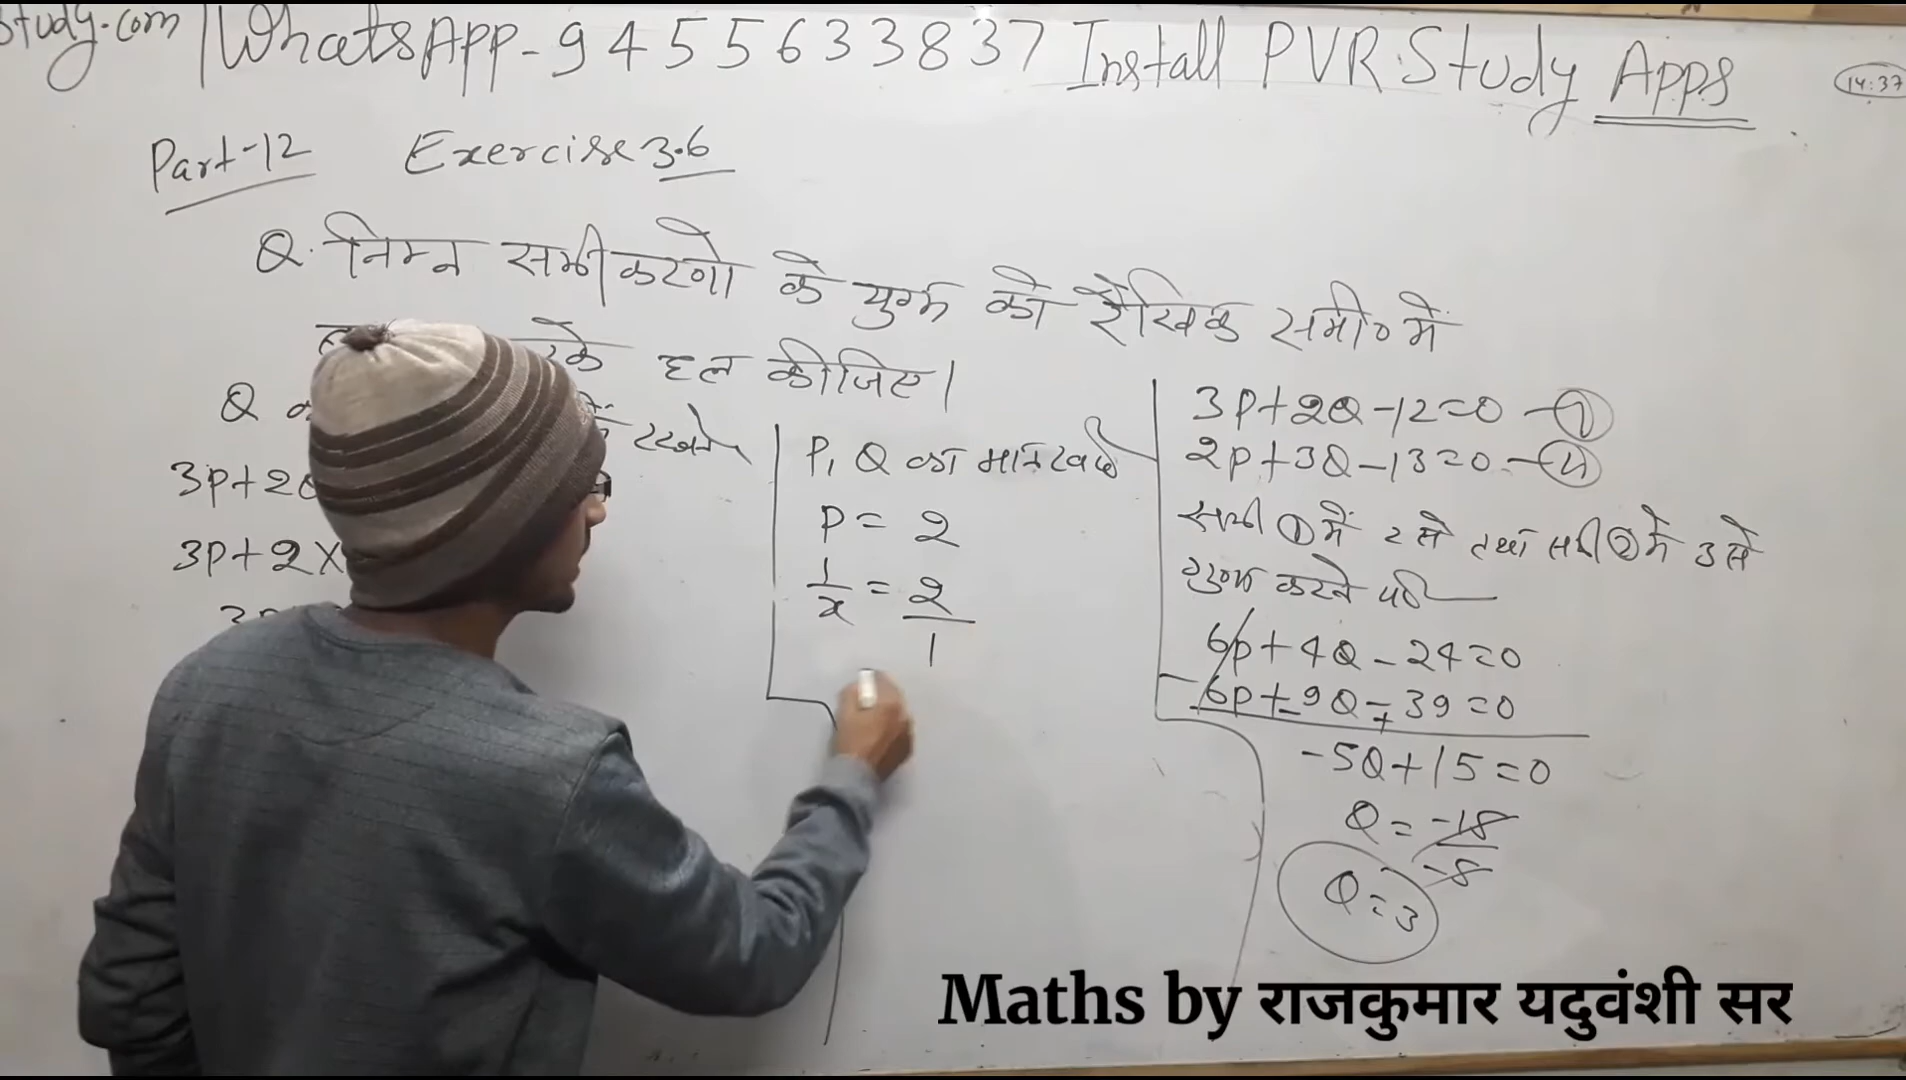 Study.com | WhatsApp-9455633837 Install PVR Study Apps
14:37
Part-12 Exercise 3.6
Q. निम्न समीकरणो के युग्म को रैखिक समी० में
के हल कीजिए।
Q
रखने
3p+2Q
3p+2X
P, Q का मान रखने
P = 2
1/x = 2/1
3P+2Q-12=0 - ①
2P+3Q-13=0 - ②
समी ① में 2 से तथा समी ② में 3 से
गुणा करने पर
6p+4Q-24=0
-6p+9Q-39=0
- +
-5Q+15=0
Q = -15/-5
Q=3
Maths by राजकुमार यदुवंशी सर